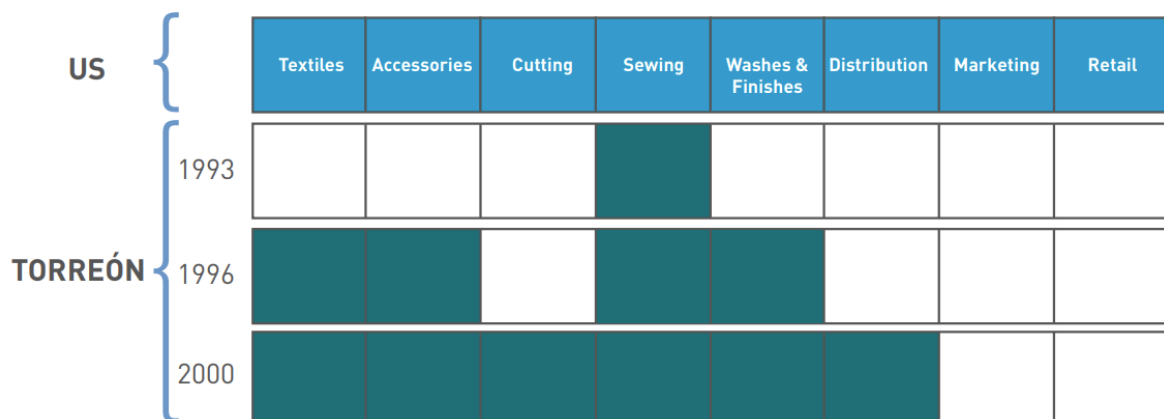 US
Textiles
Accessories
Cutting
Sewing
Washes &
Finishes
Distribution
Marketing
Retail
TORREÓN
1993
1996
2000